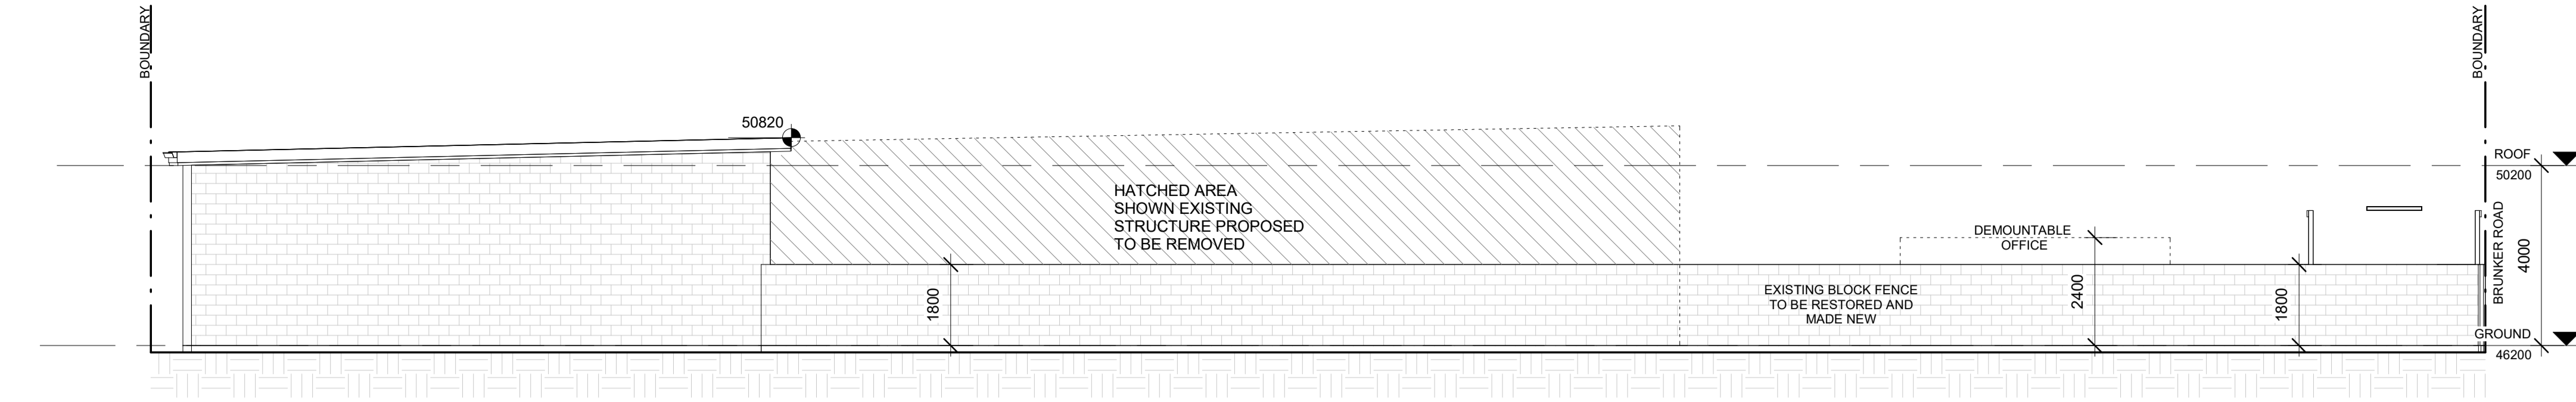 BOUNDARY
BOUNDARY
50820
ROOF
50200
HATCHED AREA
SHOWN EXISTING
STRUCTURE PROPOSED
TO BE REMOVED
DEMOUNTABLE
OFFICE
BRUNKER ROAD
4000
1800
EXISTING BLOCK FENCE
TO BE RESTORED AND
MADE NEW
2400
1800
GROUND
46200